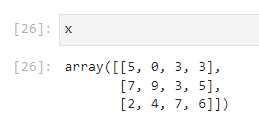 [26]: x
[26]: array([[5, 0, 3, 3],
[7, 9, 3, 5],
[2, 4, 7, 6]])